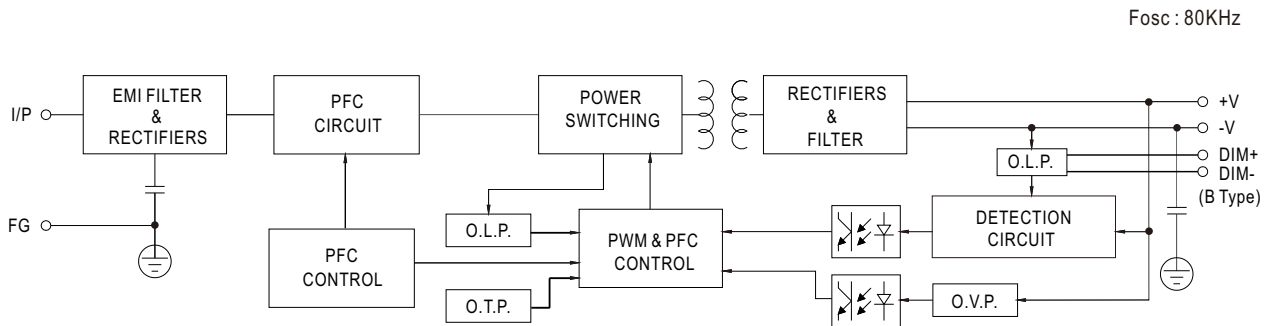 Fosc : 80KHz
I/P
EMI FILTER
&
RECTIFIERS
PFC
CIRCUIT
POWER
SWITCHING
RECTIFIERS
&
FILTER
+V
-V
O.L.P.
DIM+
DIM-
(B Type)
FG
O.L.P.
PFC
CONTROL
PWM & PFC
CONTROL
DETECTION
CIRCUIT
O.T.P.
O.V.P.